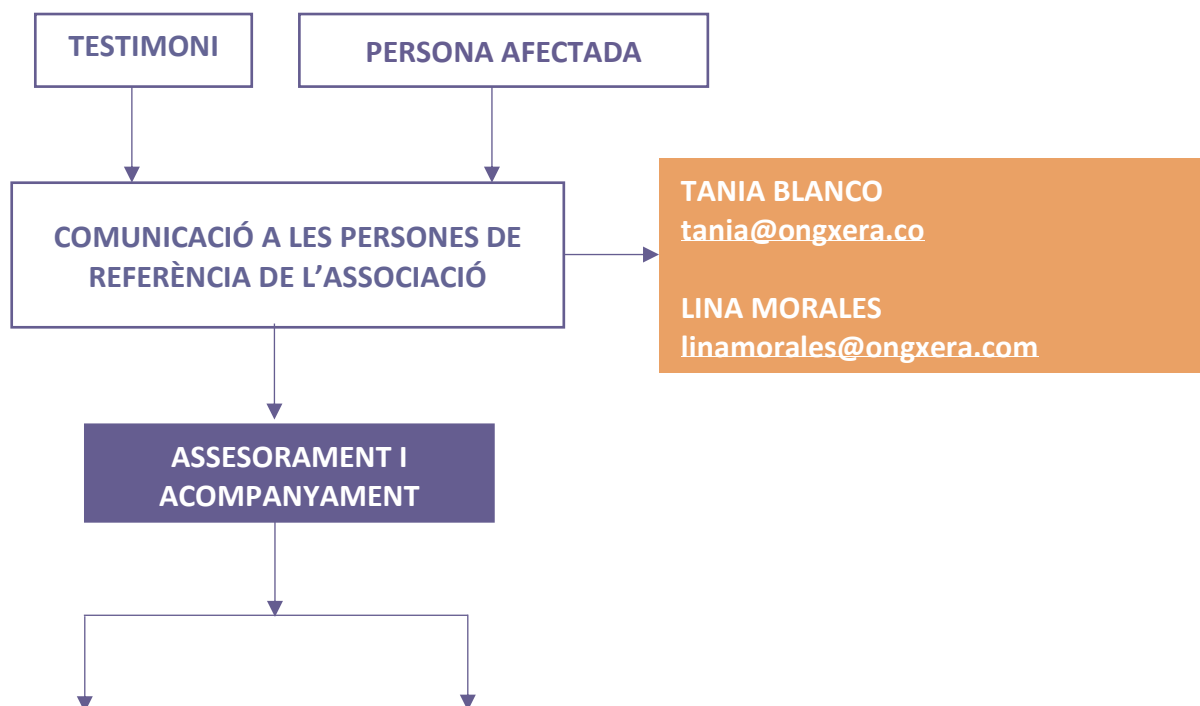 TESTIMONI
PERSONA AFECTADA
COMUNICACIÓ A LES PERSONES DE
REFERÈNCIA DE L’ASSOCIACIÓ
TANIA BLANCO
tania@ongxera.co
LINA MORALES
linamorales@ongxera.com
ASSESORAMENT I
ACOMPANYAMENT